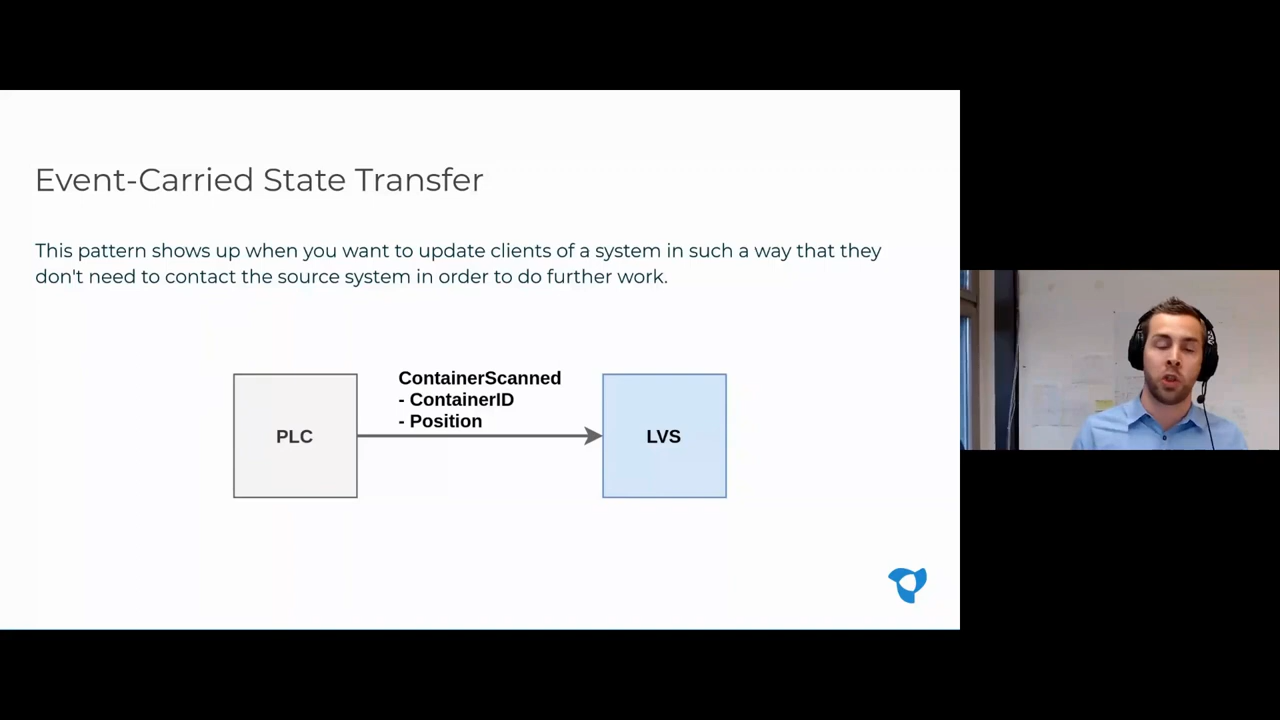 Event-Carried State Transfer
This pattern shows up when you want to update clients of a system in such a way that they
don't need to contact the source system in order to do further work.
ContainerScanned
- ContainerID
- Position
PLC
LVS